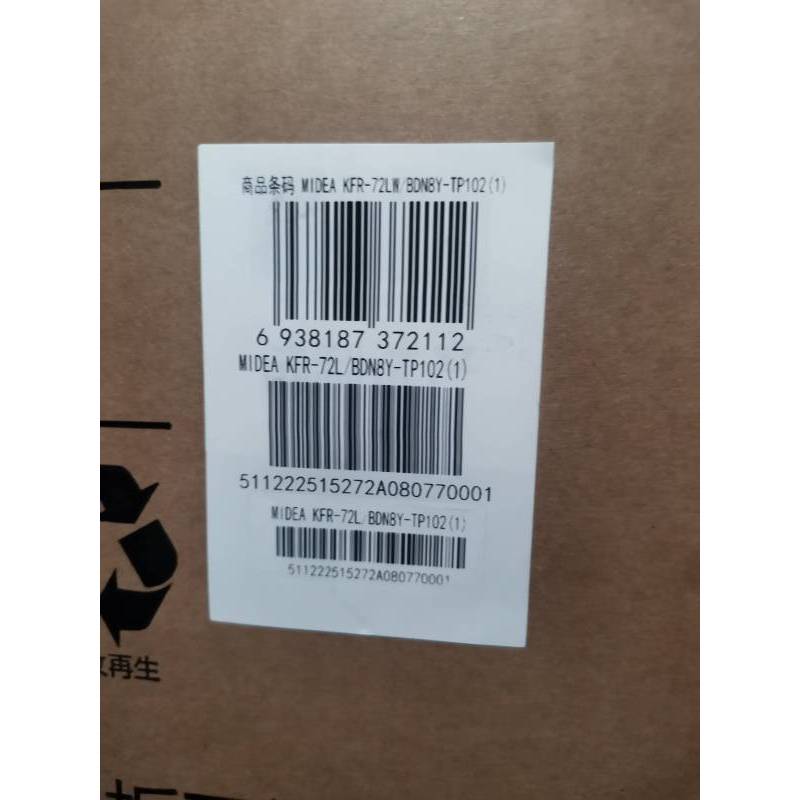 商品条码 MIDEA KFR-72LW/BDN8Y-TP102(1)
6 938187 372112
MIDEA KFR-72L/BDN8Y-TP102(1)
511222515272A080770001
MIDEA KFR-72L/BDN8Y-TP102(1)
511222515272A080770001
再生